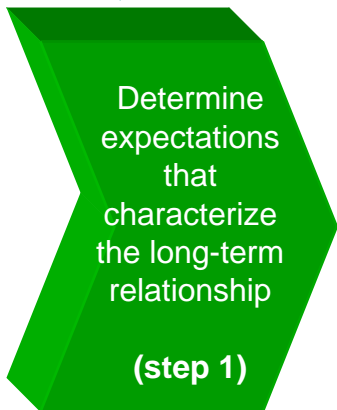 Determine
expectations
that
characterize
the long-term
relationship
(step 1)